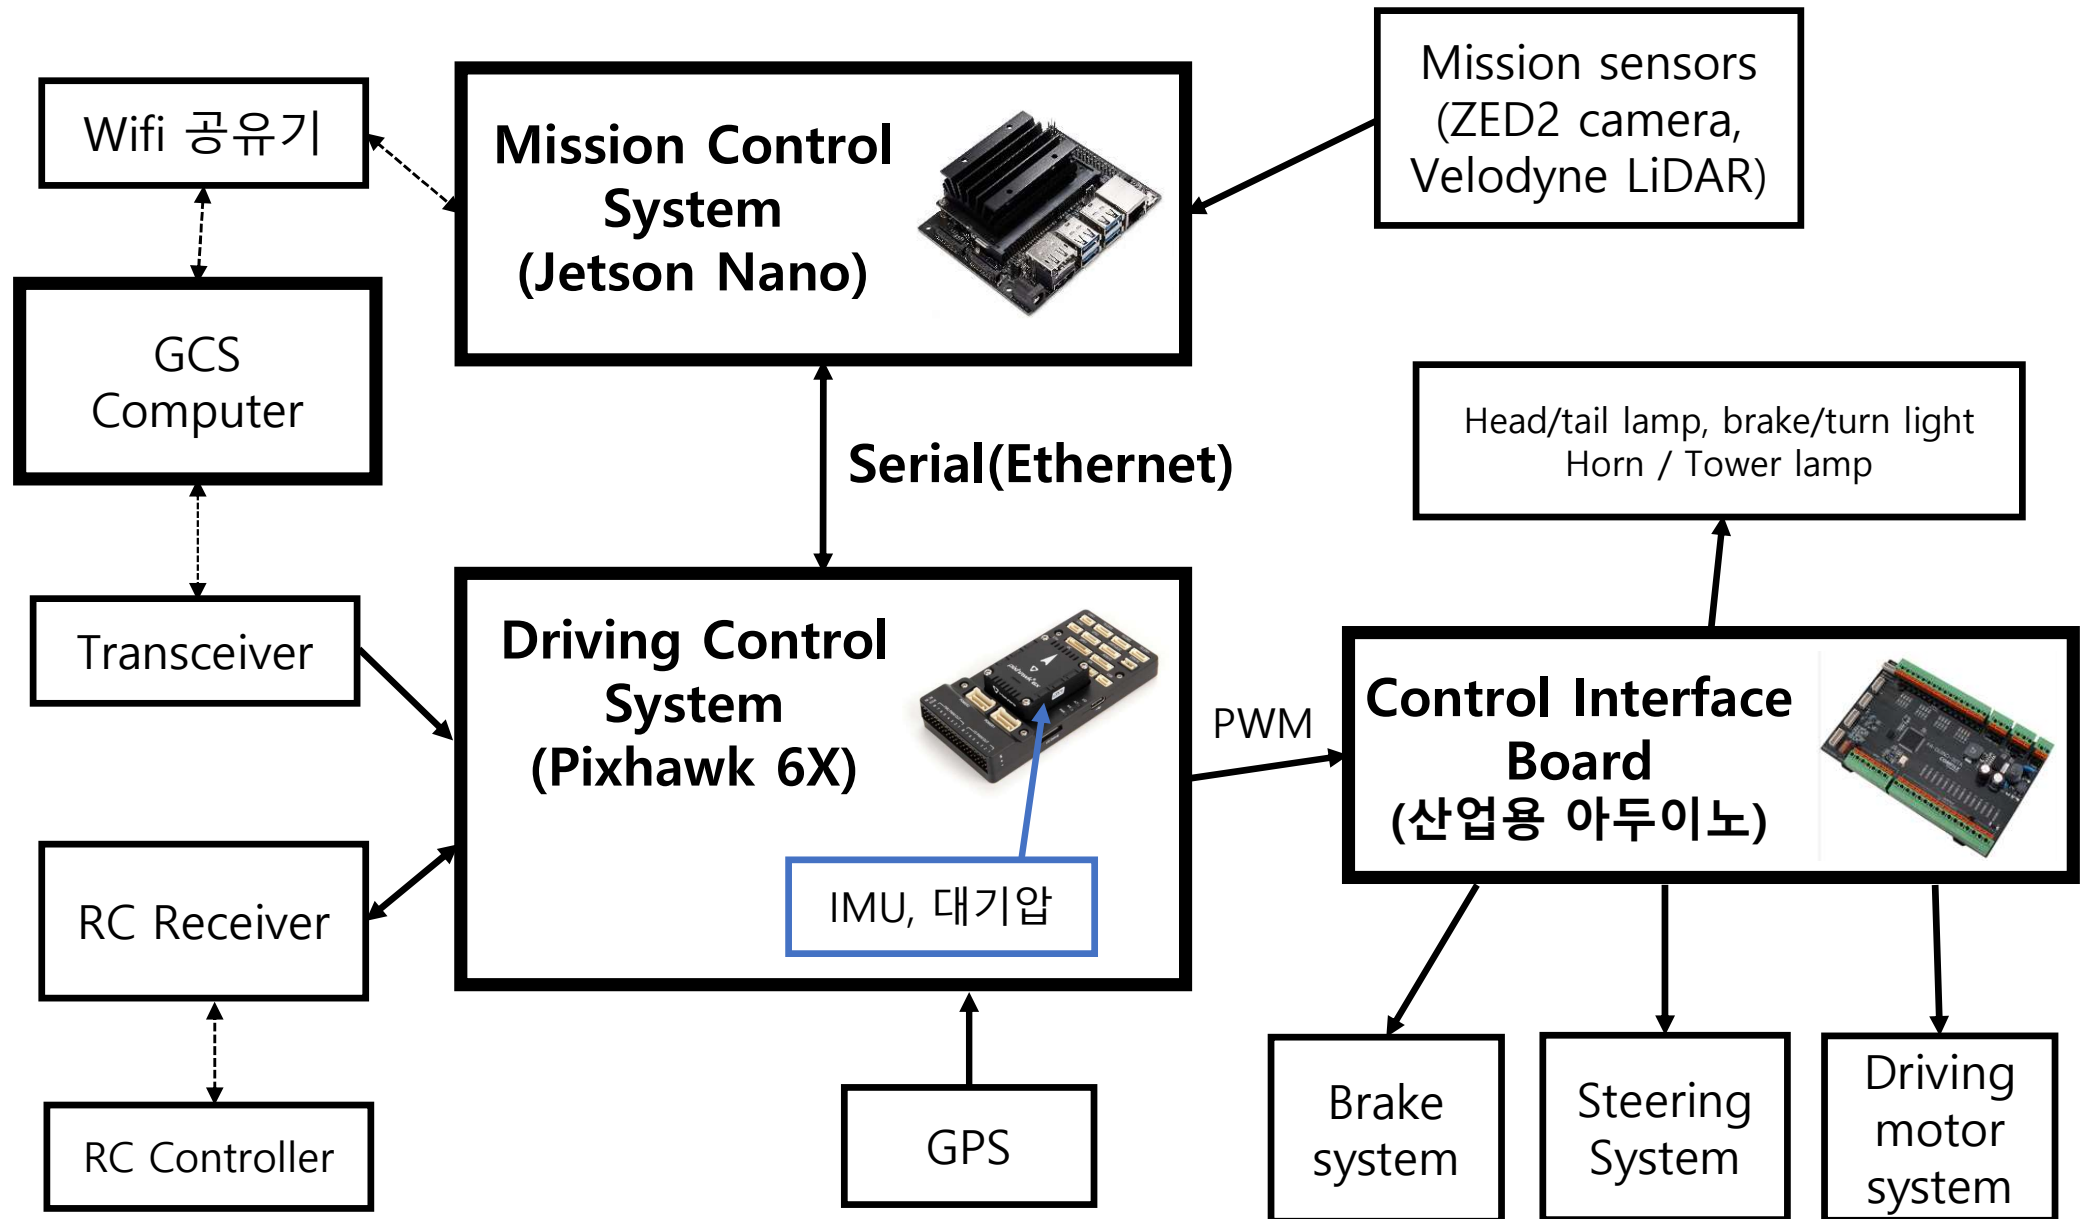 Wifi 공유기
Mission Control
System
(Jetson Nano)
Mission sensors
(ZED2 camera,
Velodyne LiDAR)
GCS
Computer
Serial(Ethernet)
Head/tail lamp, brake/turn light
Horn / Tower lamp
Transceiver
Driving Control
System
(Pixhawk 6X)
PWM
Control Interface
Board
(산업용 아두이노)
IMU, 대기압
RC Receiver
RC Controller
GPS
Brake
system
Steering
System
Driving
motor
system